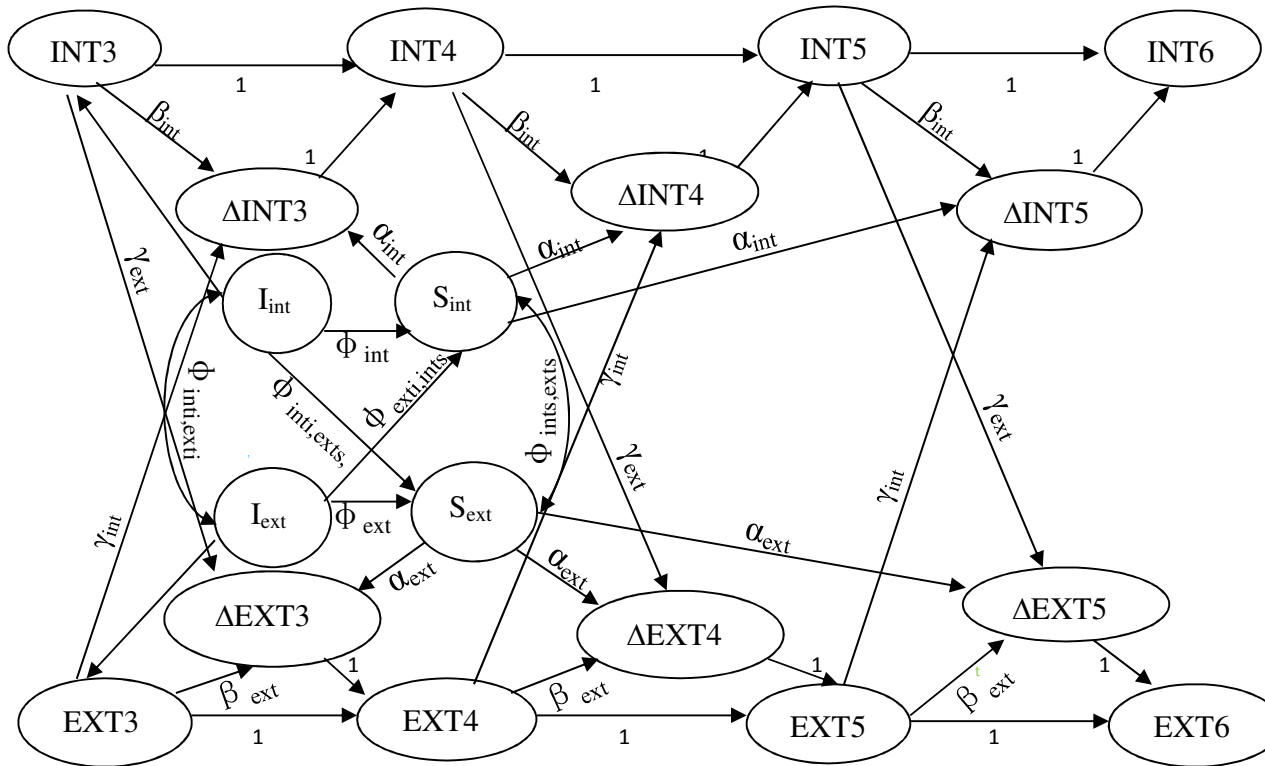 INT3
INT4
INT5
INT6
1
1
1
βint
βint
βint
1
1
1
ΔINT3
ΔINT4
ΔINT5
γext
αint
αint
αint
Iint
Sint
ϕ int
ϕ inti,exti
ϕ inti,exts,
ϕ exti,ints
ϕ ints,exts
γint
γext
γext
γint
γint
Iext
Sext
ϕ ext
αext
αext
αext
ΔEXT3
ΔEXT4
ΔEXT5
1
1
1
t
β ext
β ext
β ext
EXT3
EXT4
EXT5
EXT6
1
1
1